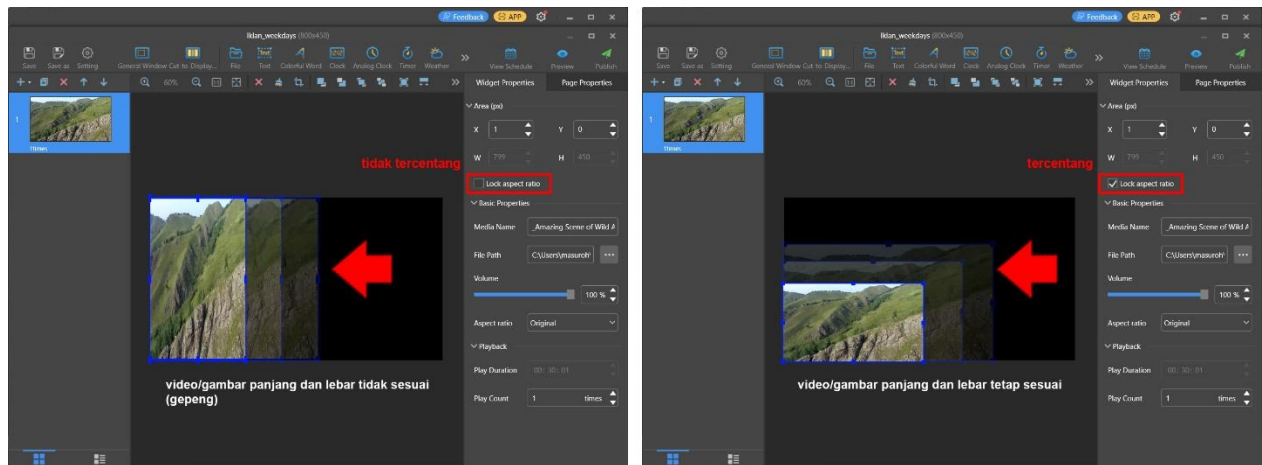 Feedback APP
Iklan_weekdays (800x450)
Save Save as Setting General Window Cut to Display... File Text Colorful Word Clock Analog Clock Timer Weather View Schedule Preview Publish
60% Widget Properties Page Properties
Area (px)
1 X 1 Y 0
1times W 799 H 450
tidak tercentang
Lock aspect ratio
Basic Properties
Media Name _Amazing Scene of Wild A
File Path C:\Users\masuroh\ ...
Volume
100 %
Aspect ratio Original
Playback
video/gambar panjang dan lebar tidak sesuai
(gepeng)
Play Duration 00: 30: 01
Play Count 1 times
Feedback APP
Iklan_weekdays (800x450)
Save Save as Setting General Window Cut to Display... File Text Colorful Word Clock Analog Clock Timer Weather View Schedule Preview Publish
60% Widget Properties Page Properties
Area (px)
1 X 1 Y 0
1times W 799 H 450
tercentang
Lock aspect ratio
Basic Properties
Media Name _Amazing Scene of Wild A
File Path C:\Users\masuroh\ ...
Volume
100 %
Aspect ratio Original
Playback
video/gambar panjang dan lebar tetap sesuai
Play Duration 00: 30: 01
Play Count 1 times